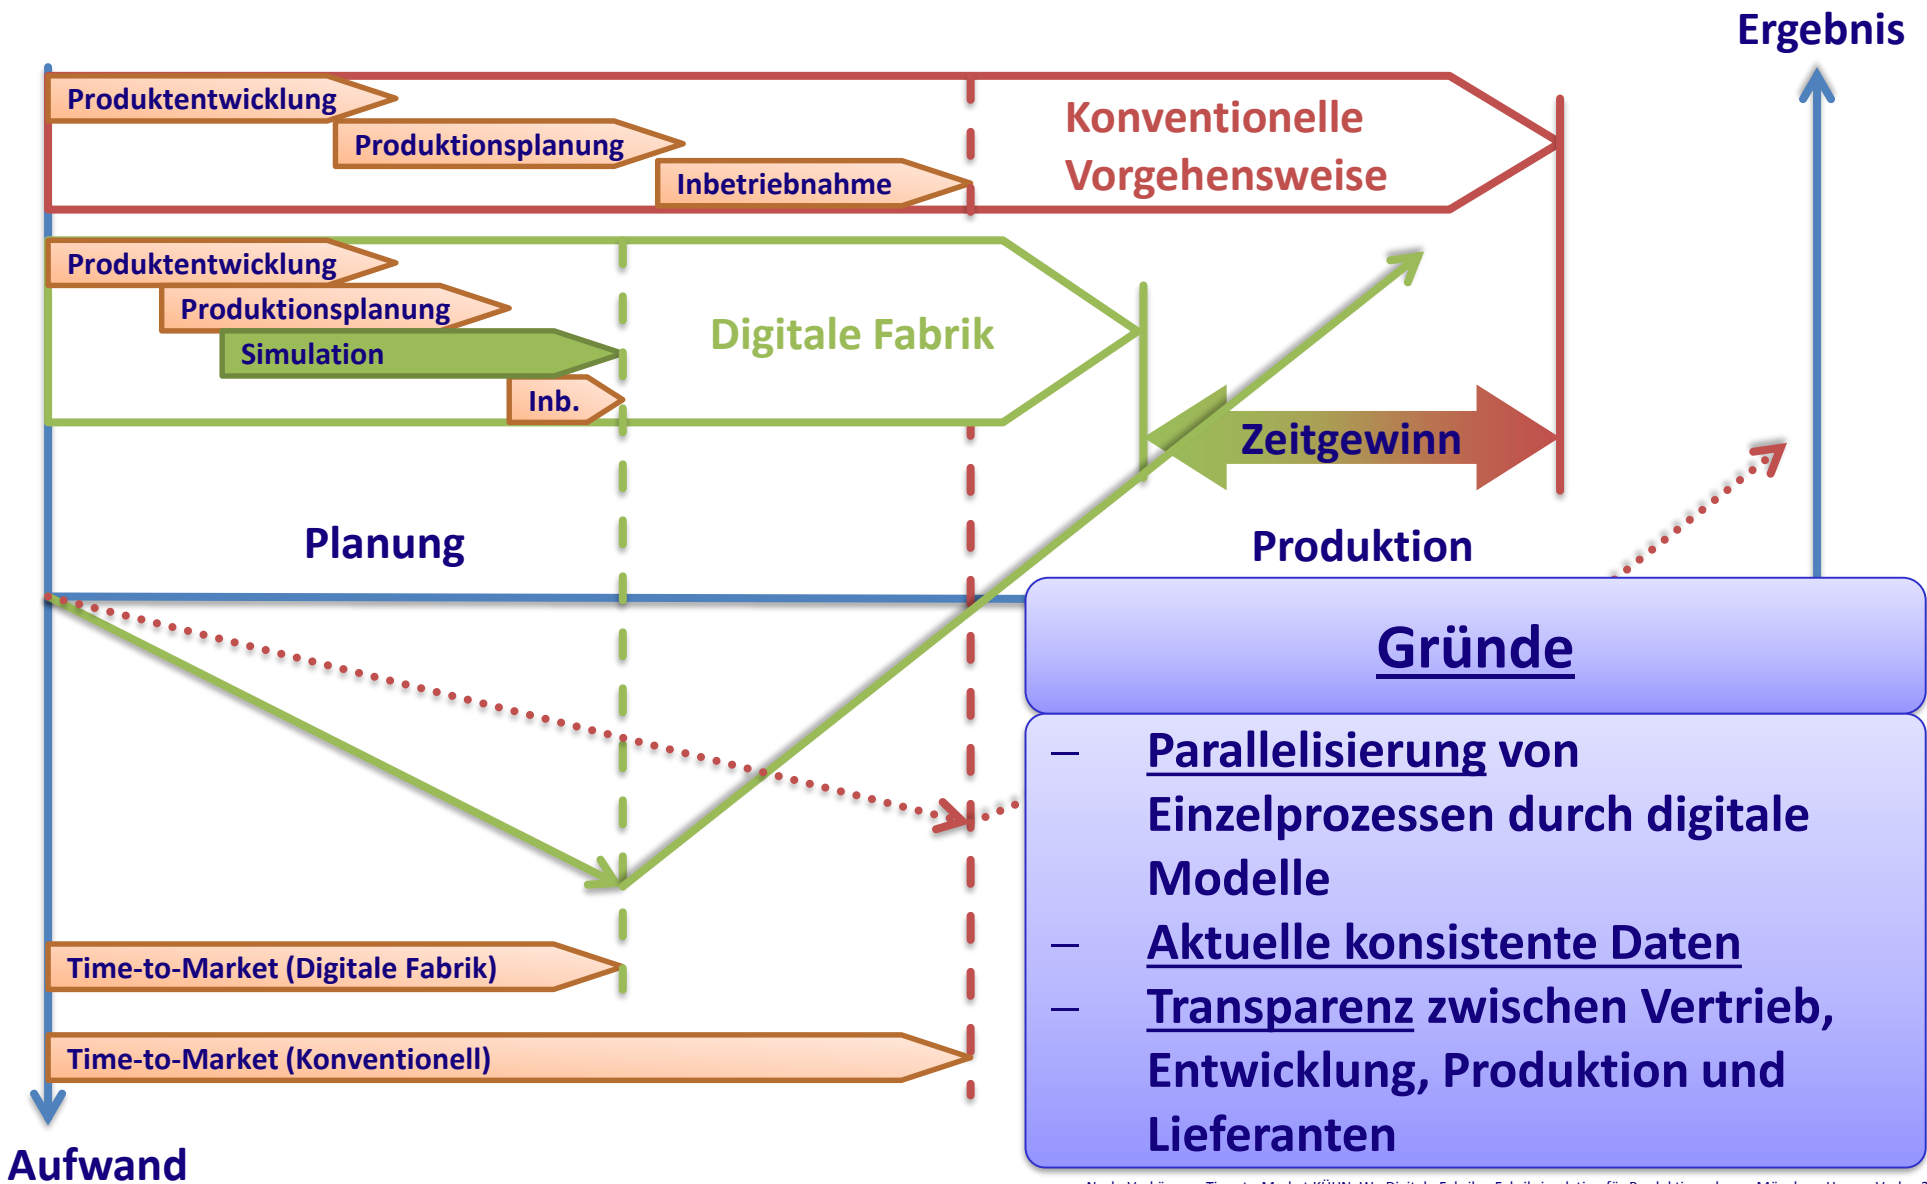 Ergebnis
Produktentwicklung
Produktionsplanung
Inbetriebnahme
Konventionelle
Vorgehensweise
Produktentwicklung
Produktionsplanung
Simulation
Inb.
Digitale Fabrik
Zeitgewinn
Planung
Produktion
Gründe
– Parallelisierung von
Einzelprozessen durch digitale
Modelle
– Aktuelle konsistente Daten
– Transparenz zwischen Vertrieb,
Entwicklung, Produktion und
Lieferanten
Time-to-Market (Digitale Fabrik)
Time-to-Market (Konventionell)
Aufwand